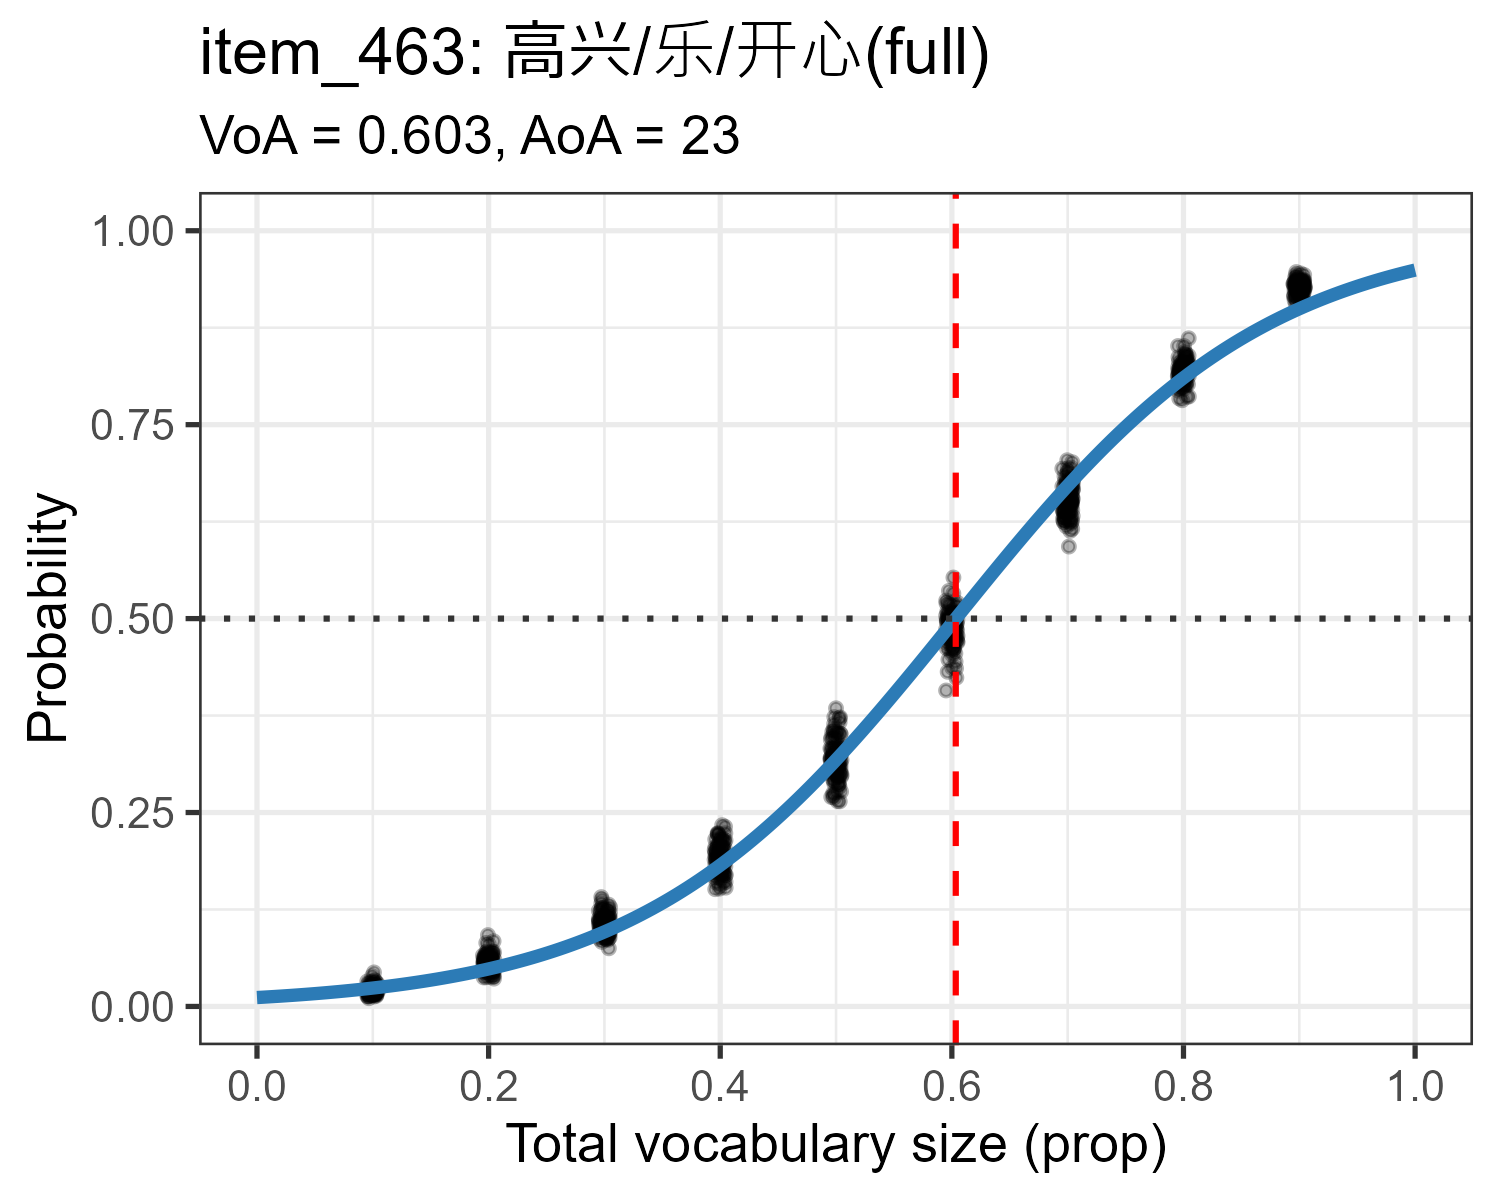 item_463: 高兴/乐/开心(full)
VoA = 0.603, AoA = 23
1.00
0.75
0.50
0.25
0.00
Probability
0.0 0.2 0.4 0.6 0.8 1.0
Total vocabulary size (prop)